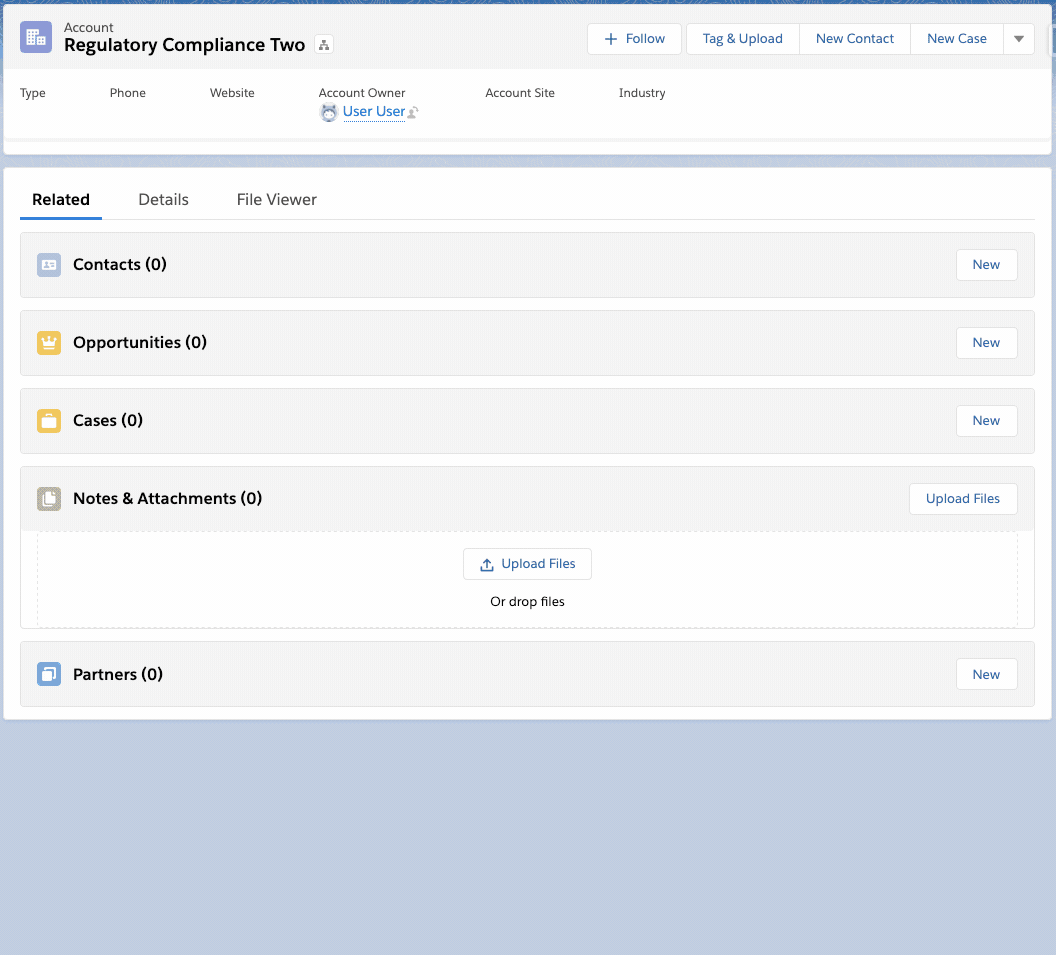 Account
Regulatory Compliance Two
Follow
Tag & Upload
New Contact
New Case
Type
Phone
Website
Account Owner
Account Site
Industry
User User
Related
Details
File Viewer
Contacts (0)
New
Opportunities (0)
New
Cases (0)
New
Notes & Attachments (0)
Upload Files
Upload Files
Or drop files
Partners (0)
New